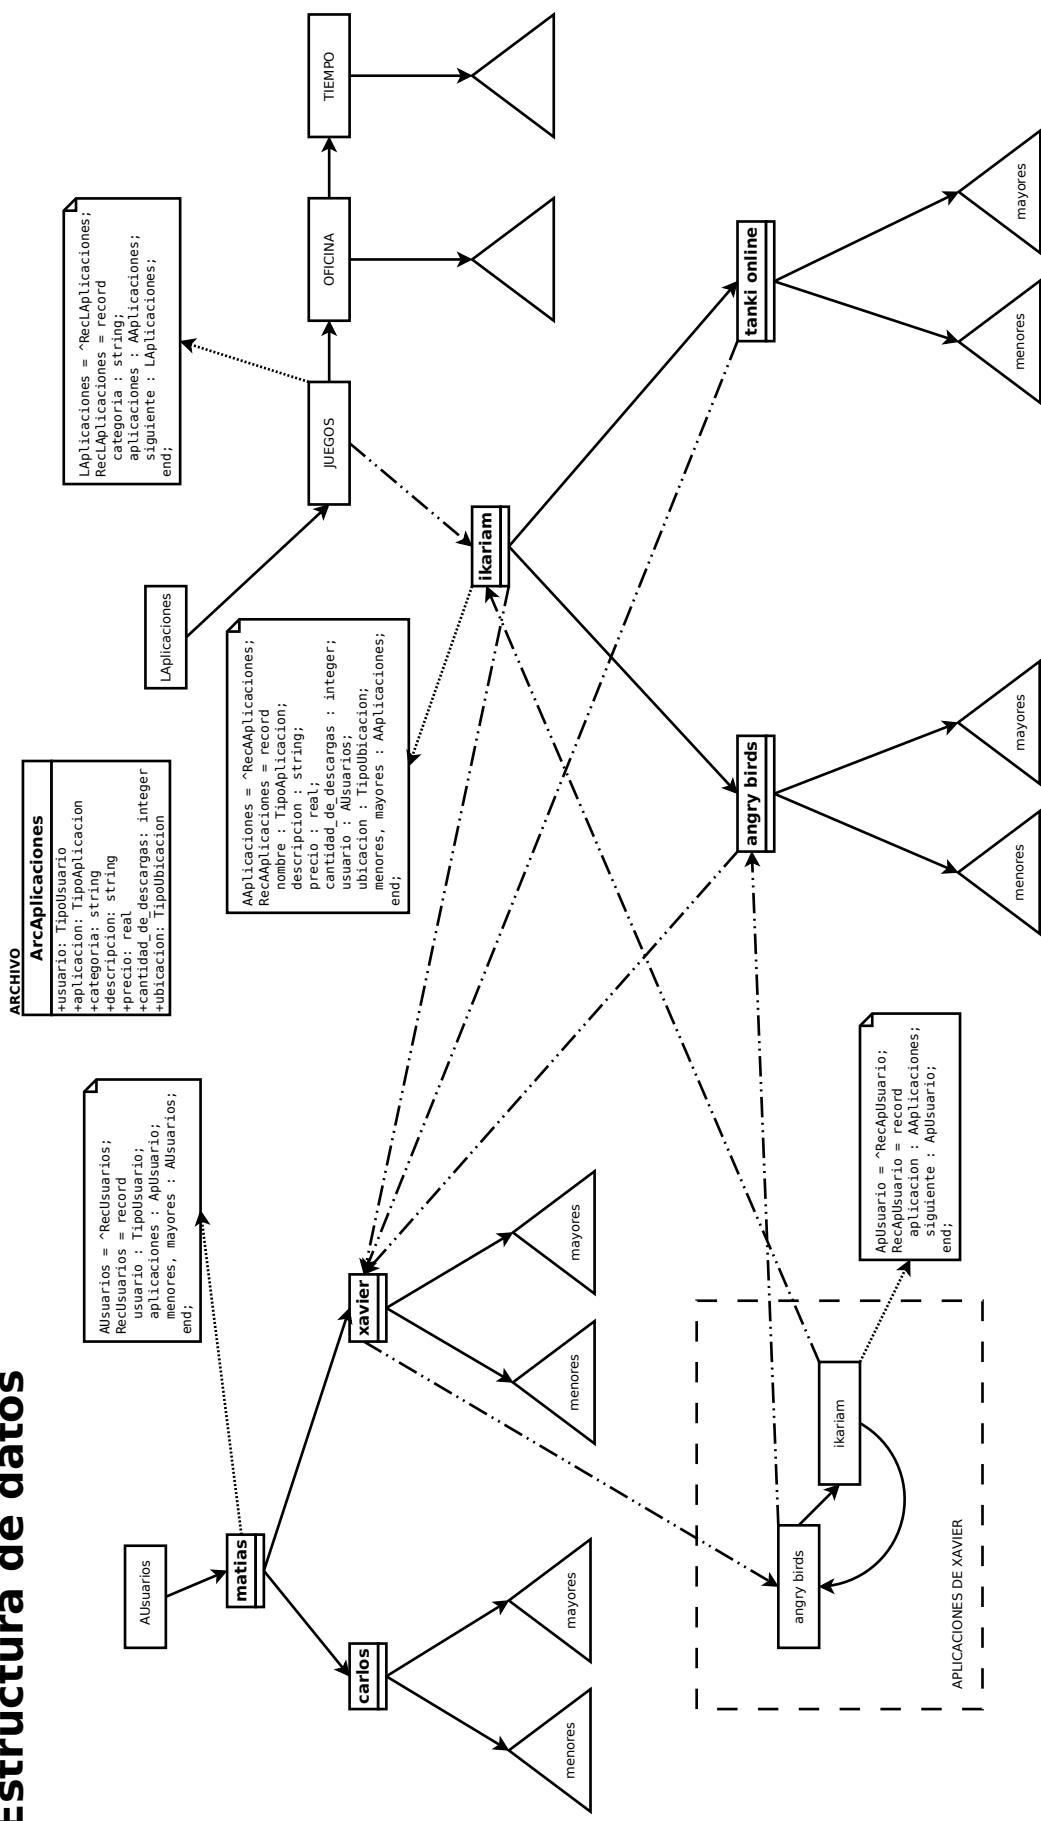 Estructura de datos
ARCHIVO
ArcAplicaciones
+usuario: TipoUsuario
+aplicacion: TipoAplicacion
+categoria: string
+descripcion: string
+precio: real
+cantidad_de_descargas: integer
+ubicacion: TipoUbicacion
AUsuarios
AUsuarios = ^RecUsuarios;
RecUsuarios = record
usuario : TipoUsuario;
aplicaciones : ApUsuario;
menores, mayores : AUsuarios;
end;
matias
carlos
menores
mayores
xavier
menores
mayores
LAplicaciones
LAplicaciones = ^RecLAplicaciones;
RecLAplicaciones = record
categoria : string;
aplicaciones : AAplicaciones;
siguiente : LAplicaciones;
end;
JUEGOS
OFICINA
TIEMPO
AAplicaciones = ^RecAAplicaciones;
RecAAplicaciones = record
nombre : TipoAplicacion;
descripcion : string;
precio : real;
cantidad_de_descargas : integer;
usuario : AUsuarios;
ubicacion : TipoUbicacion;
menores, mayores : AAplicaciones;
end;
ikariam
angry birds
menores
mayores
tanki online
menores
mayores
angry birds
ikariam
APLICACIONES DE XAVIER
ApUsuario = ^RecApUsuario;
RecApUsuario = record
aplicacion : AAplicaciones;
siguiente : ApUsuario;
end;